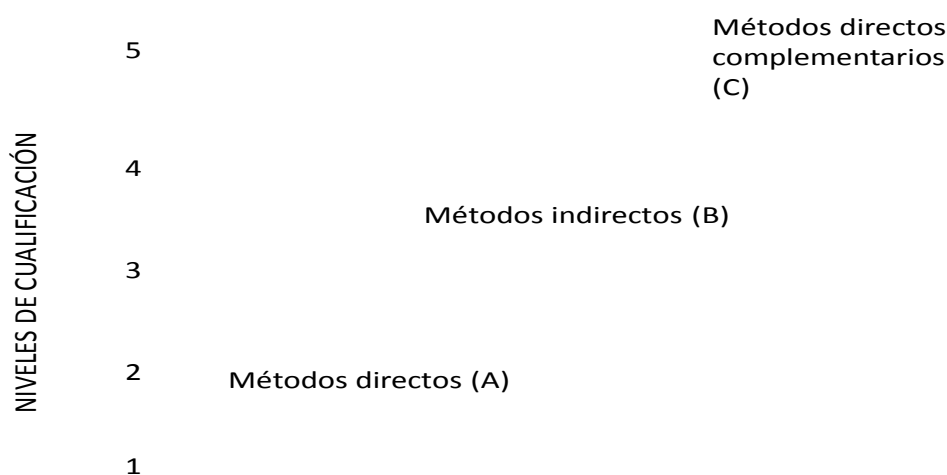 NIVELES DE CUALIFICACIÓN
5
Métodos directos
complementarios
(C)
4
Métodos indirectos (B)
3
2
Métodos directos (A)
1